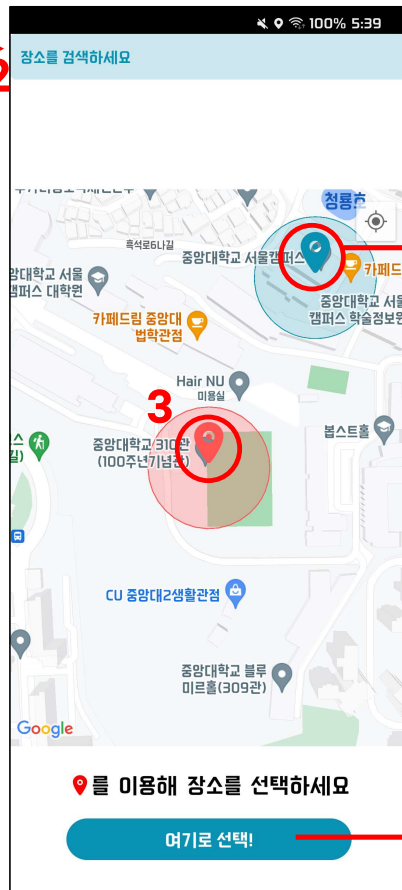 100% 5:39
2
장소를 검색하세요
청룡호
흑석로6나길
중앙대학교 서울캠퍼스
카페드
앙대학교 서울
캠퍼스 대학원
중앙대학교 서울
캠퍼스 학술정보원
카페드림 중앙대
법학관점
Hair NU
미용실
3
봅스트홀
중앙대학교 310관
(100주년기념관)
길)
CU 중앙대2생활관점
중앙대학교 블루
미르홀(309관)
Google
를 이용해 장소를 선택하세요
여기로 선택!